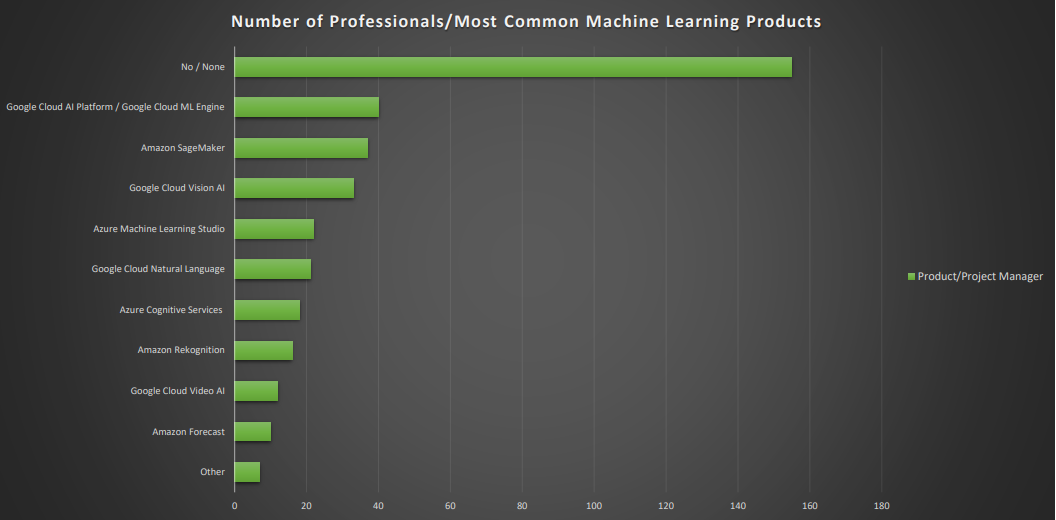 Number of Professionals/Most Common Machine Learning Products
No / None
Google Cloud AI Platform / Google Cloud ML Engine
Amazon SageMaker
Google Cloud Vision AI
Azure Machine Learning Studio
Google Cloud Natural Language
Product/Project Manager
Azure Cognitive Services
Amazon Rekognition
Google Cloud Video AI
Amazon Forecast
Other
0 20 40 60 80 100 120 140 160 180